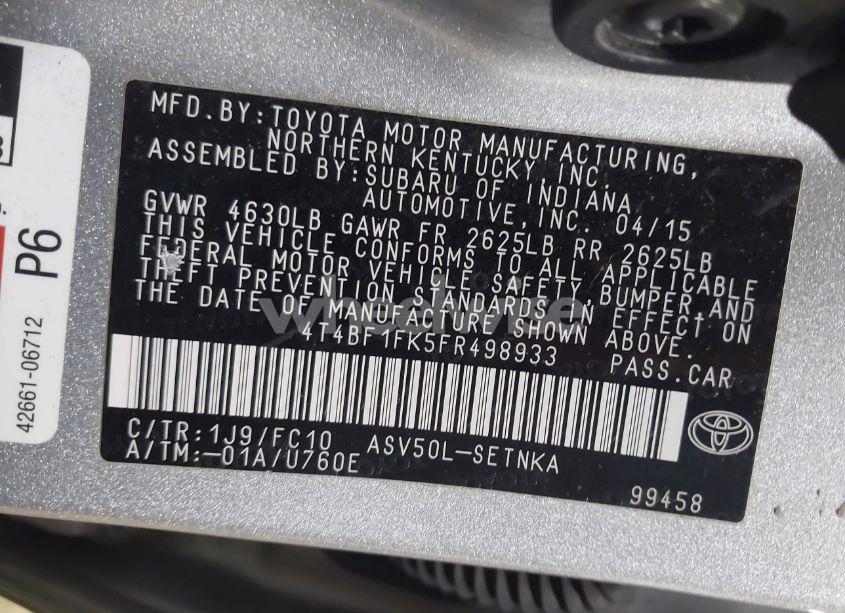 MFD.BY:TOYOTA MOTOR MANUFACTURING,
NORTHERN KENTUCKY, INC.
ASSEMBLED BY:SUBARU OF INDIANA
AUTOMOTIVE, INC. 04/15
GVWR 4630LB GAWR FR 2625LB RR 2625LB
THIS VEHICLE CONFORMS TO ALL APPLICABLE
FEDERAL MOTOR VEHICLE SAFETY,BUMPER,AND
THEFT PREVENTION STANDARDS IN EFFECT ON
THE DATE OF MANUFACTURE SHOWN ABOVE.
4T4BF1FK5FR498933 PASS.CAR
C/TR:1J9/FC10 ASV50L-SETNKA
A/TM:-01A/U760E
99458
42661-06712
P6